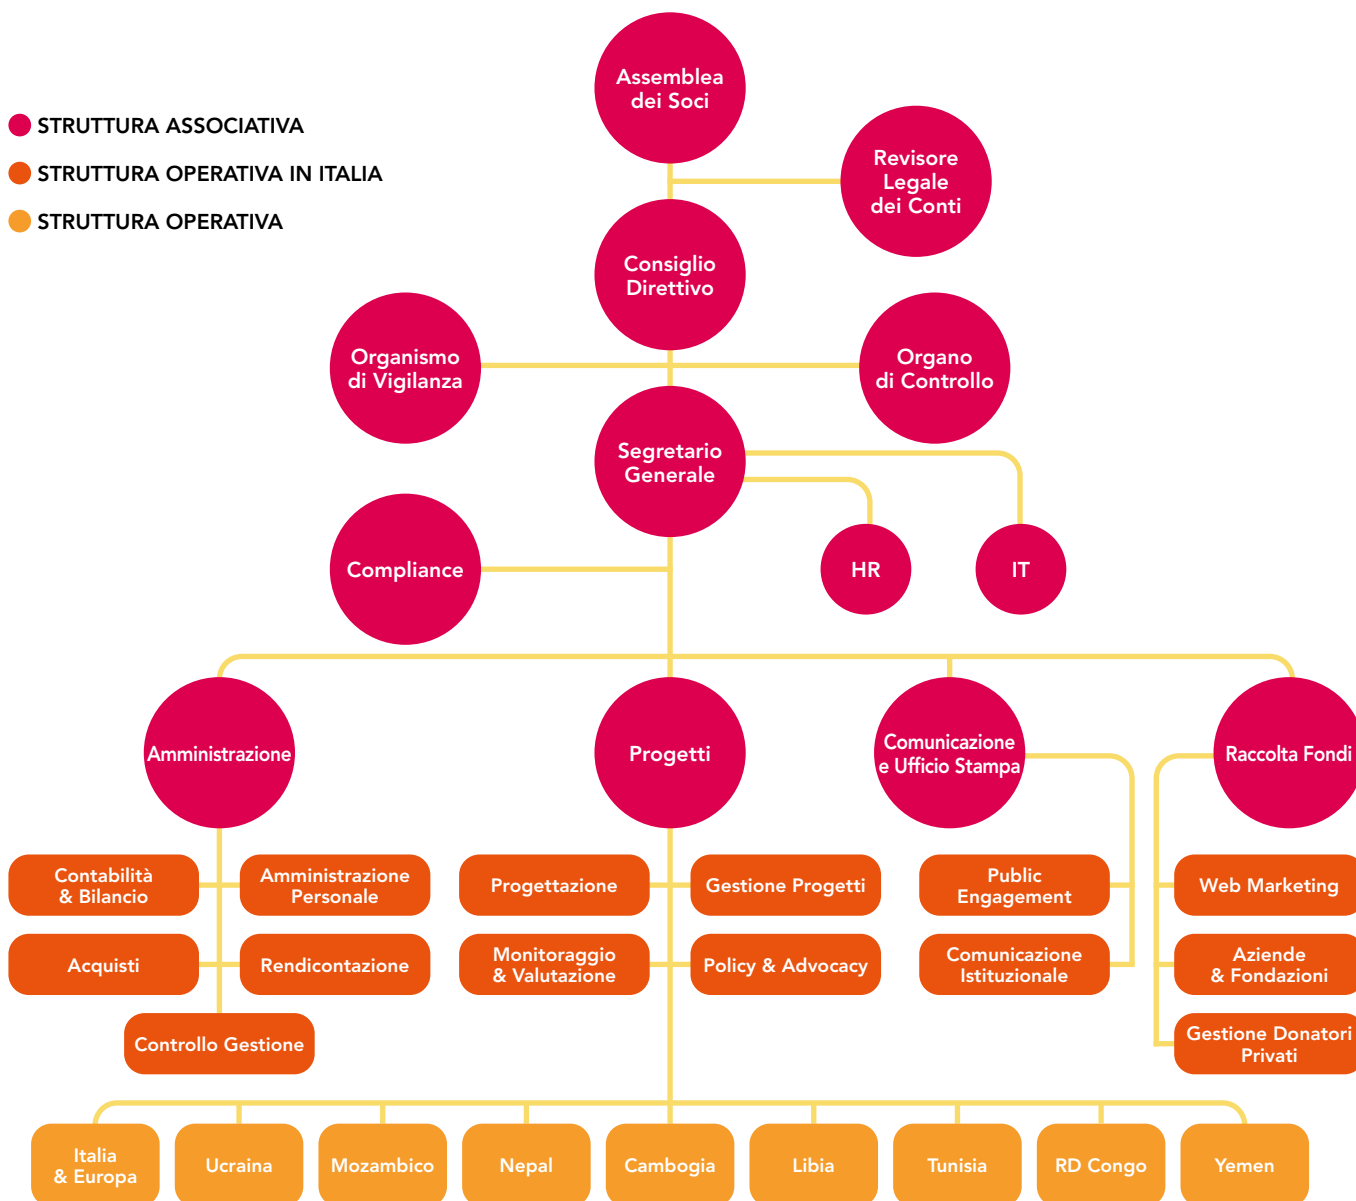 Assemblea
dei Soci
STRUTTURA ASSOCIATIVA
STRUTTURA OPERATIVA IN ITALIA
STRUTTURA OPERATIVA
Revisore
Legale
dei Conti
Consiglio
Direttivo
Organismo
di Vigilanza
Organo
di Controllo
Segretario
Generale
Compliance
HR
IT
Amministrazione
Progetti
Comunicazione
e Ufficio Stampa
Raccolta Fondi
Contabilità
& Bilancio
Amministrazione
Personale
Progettazione
Gestione Progetti
Public
Engagement
Web Marketing
Acquisti
Rendicontazione
Monitoraggio
& Valutazione
Policy & Advocacy
Comunicazione
Istituzionale
Aziende
& Fondazioni
Controllo Gestione
Gestione Donatori
Privati
Italia
& Europa
Ucraina
Mozambico
Nepal
Cambogia
Libia
Tunisia
RD Congo
Yemen